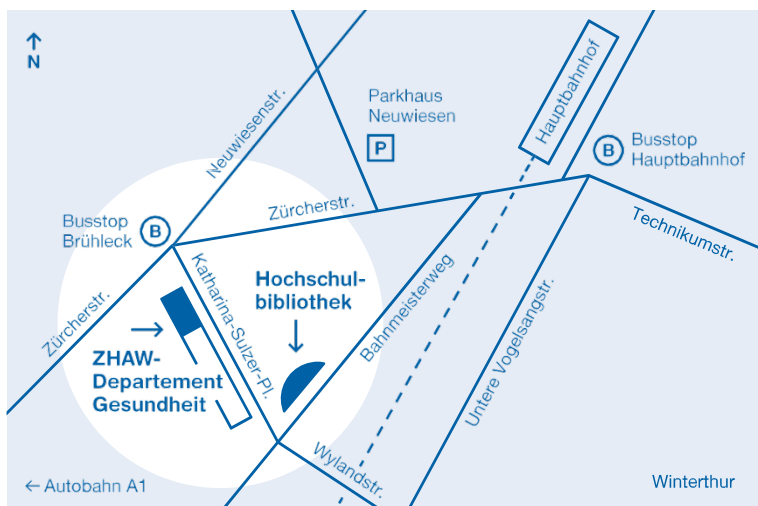 N
Neuwiesenstr.
Parkhaus
Neuwiesen
P
Hauptbahnhof
B
Busstop
Hauptbahnhof
Busstop
Brühleck
B
Zürcherstr.
Technikumstr.
Zürcherstr.
Katharina-Sulzer-Pl.
Hochschul-
bibliothek
Bahnmeisterweg
Untere Vogelsangstr.
ZHAW-
Departement
Gesundheit
Wylandstr.
← Autobahn A1
Winterthur